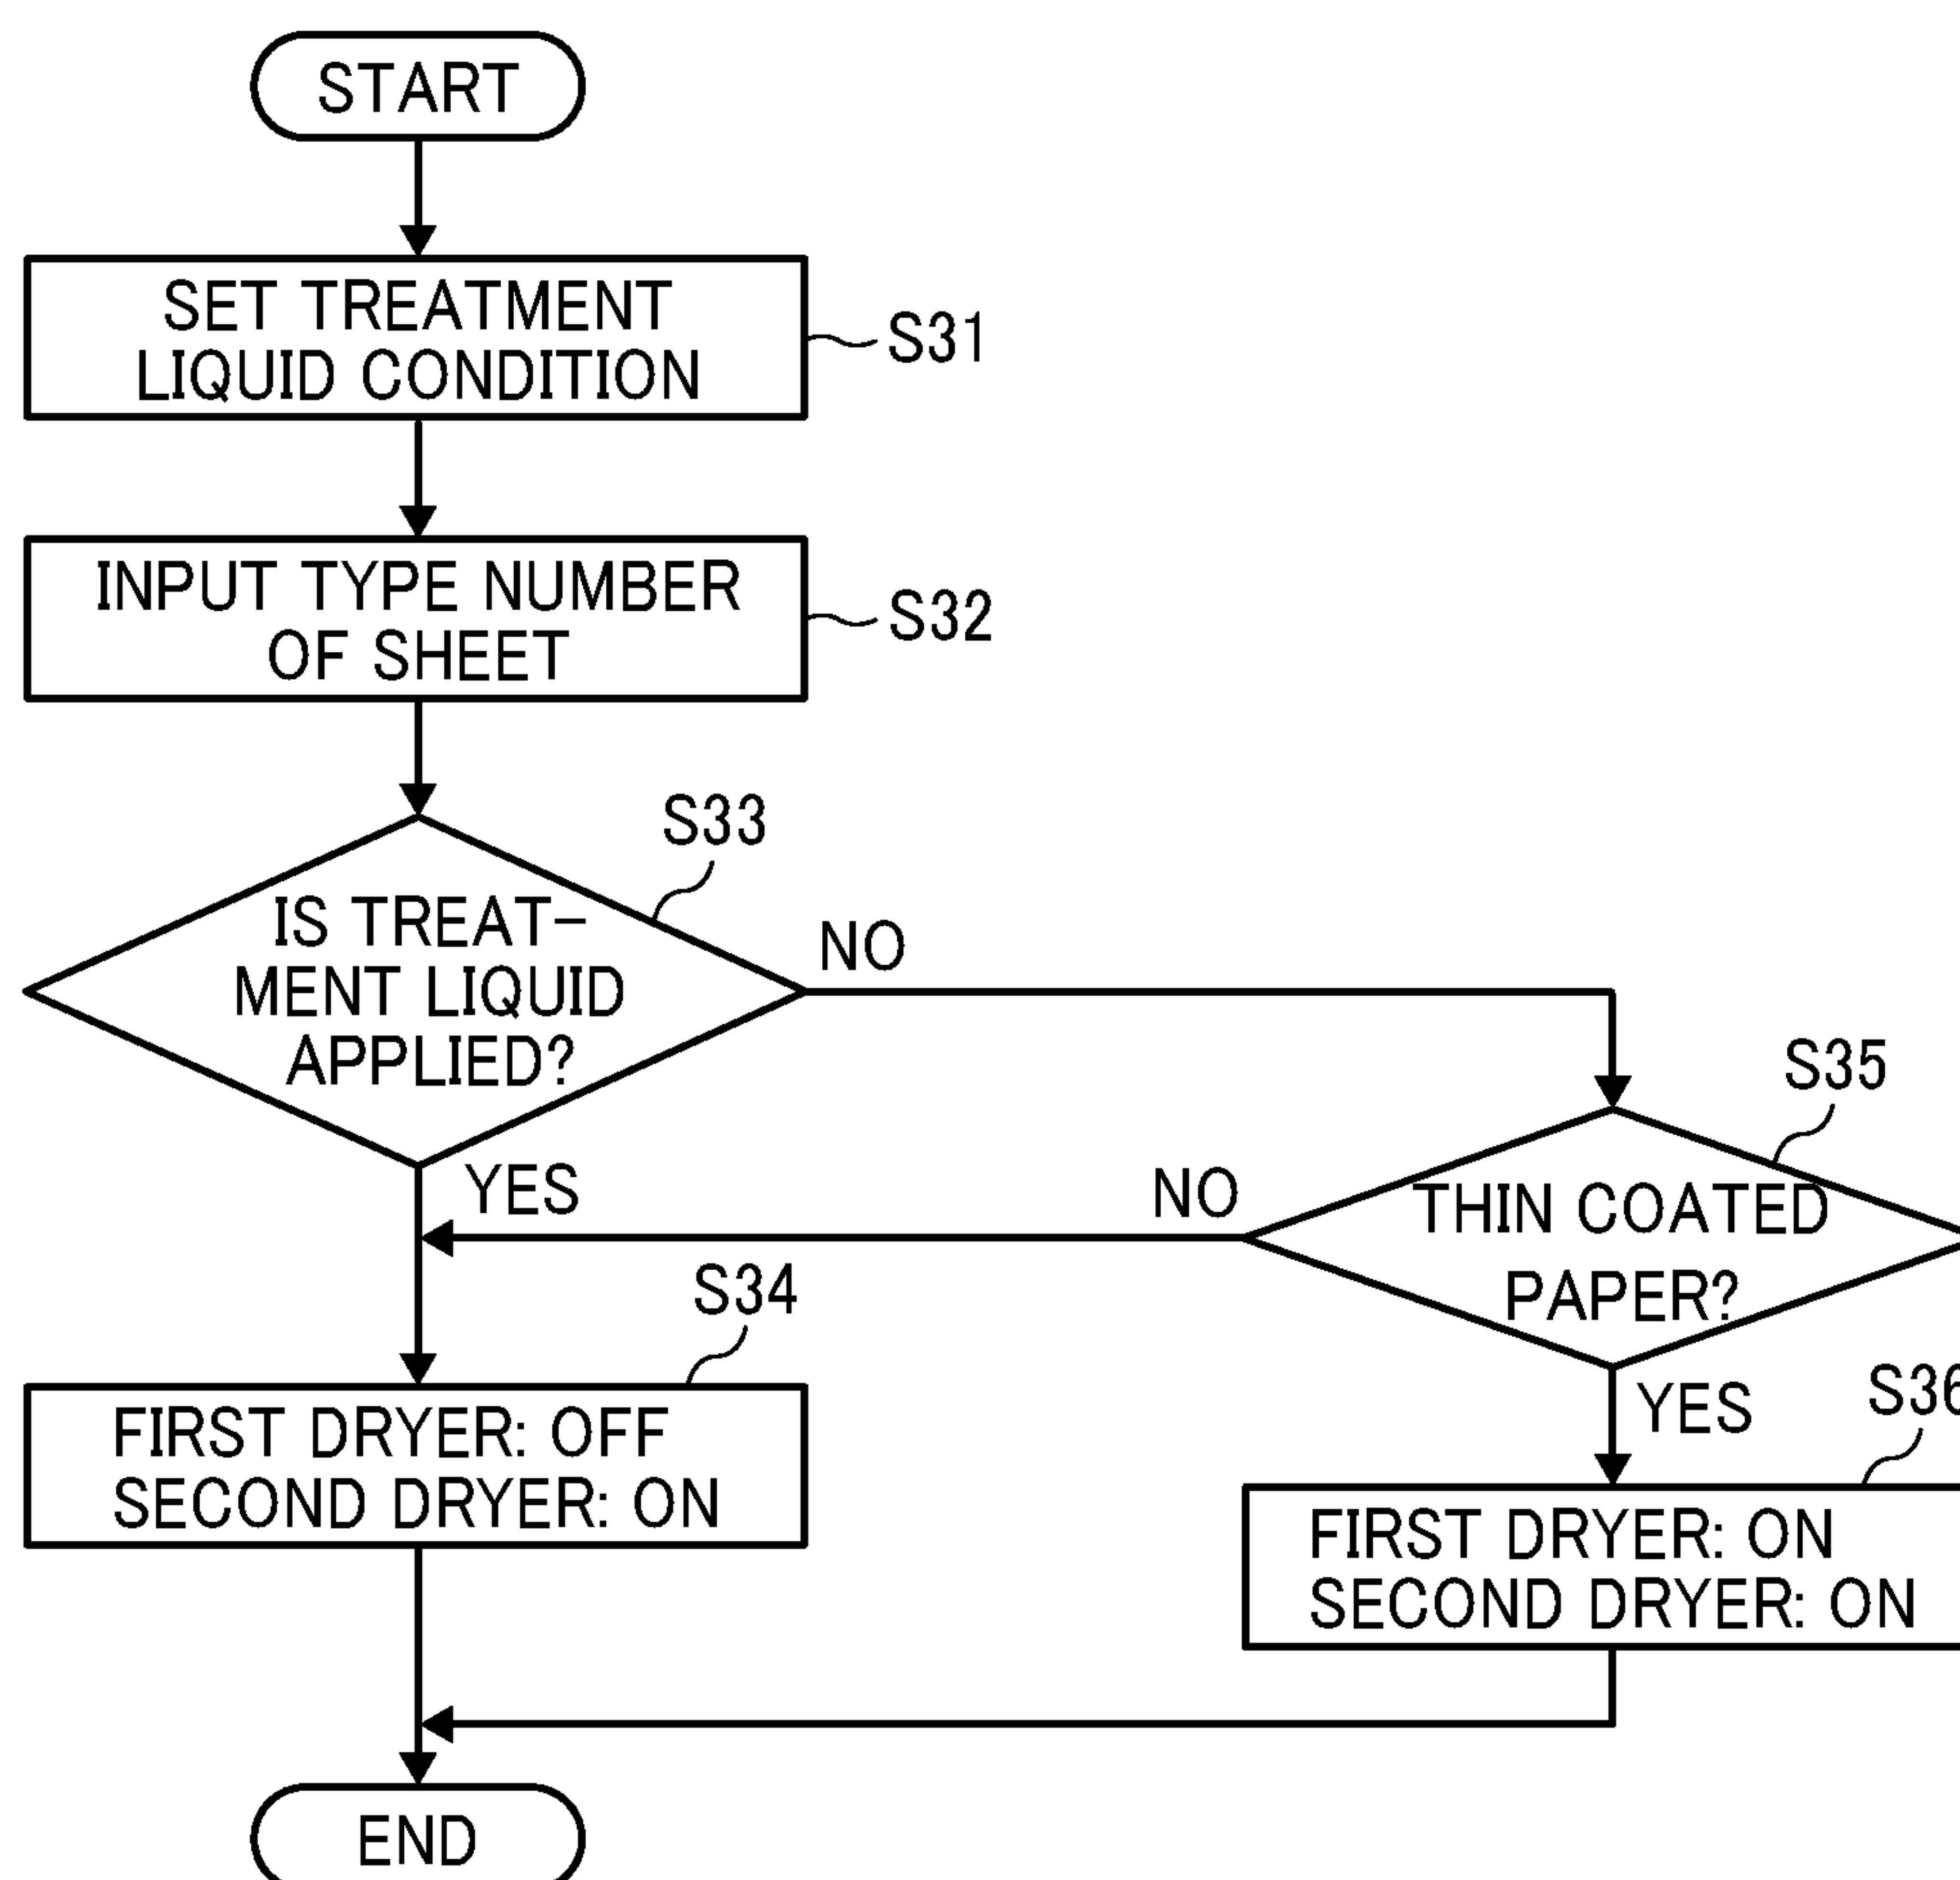 START
SET TREATMENT
LIQUID CONDITION
S31
INPUT TYPE NUMBER
OF SHEET
S32
S33
IS TREAT-
MENT LIQUID
APPLIED?
NO
YES
S35
THIN COATED
PAPER?
NO
YES
S34
FIRST DRYER: OFF
SECOND DRYER: ON
S36
FIRST DRYER: ON
SECOND DRYER: ON
END